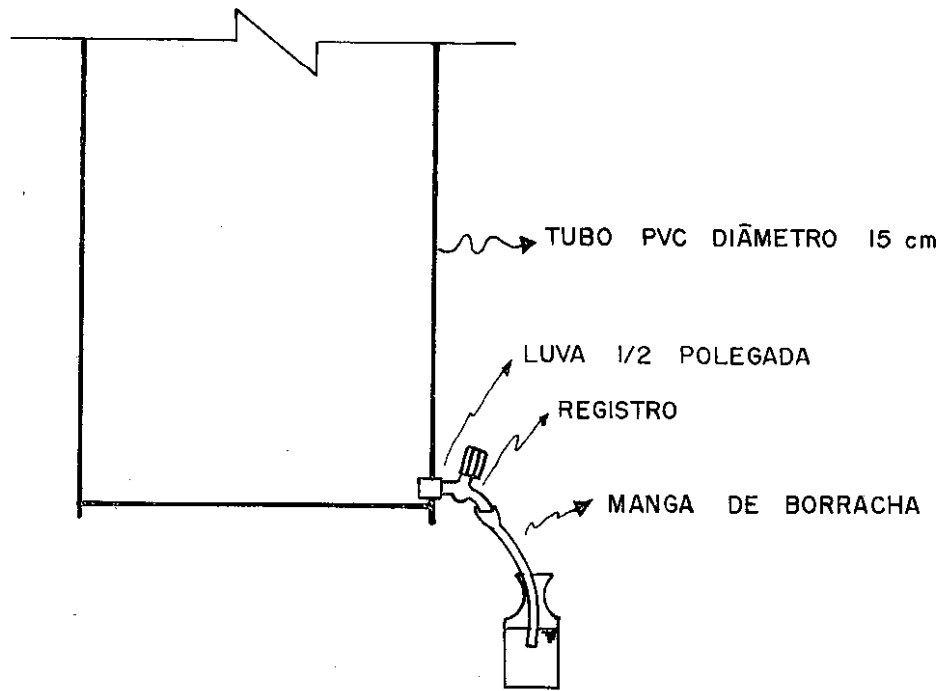 TUBO PVC DIÂMETRO 15 cm
LUVA 1/2 POLEGADA
REGISTRO
MANGA DE BORRACHA